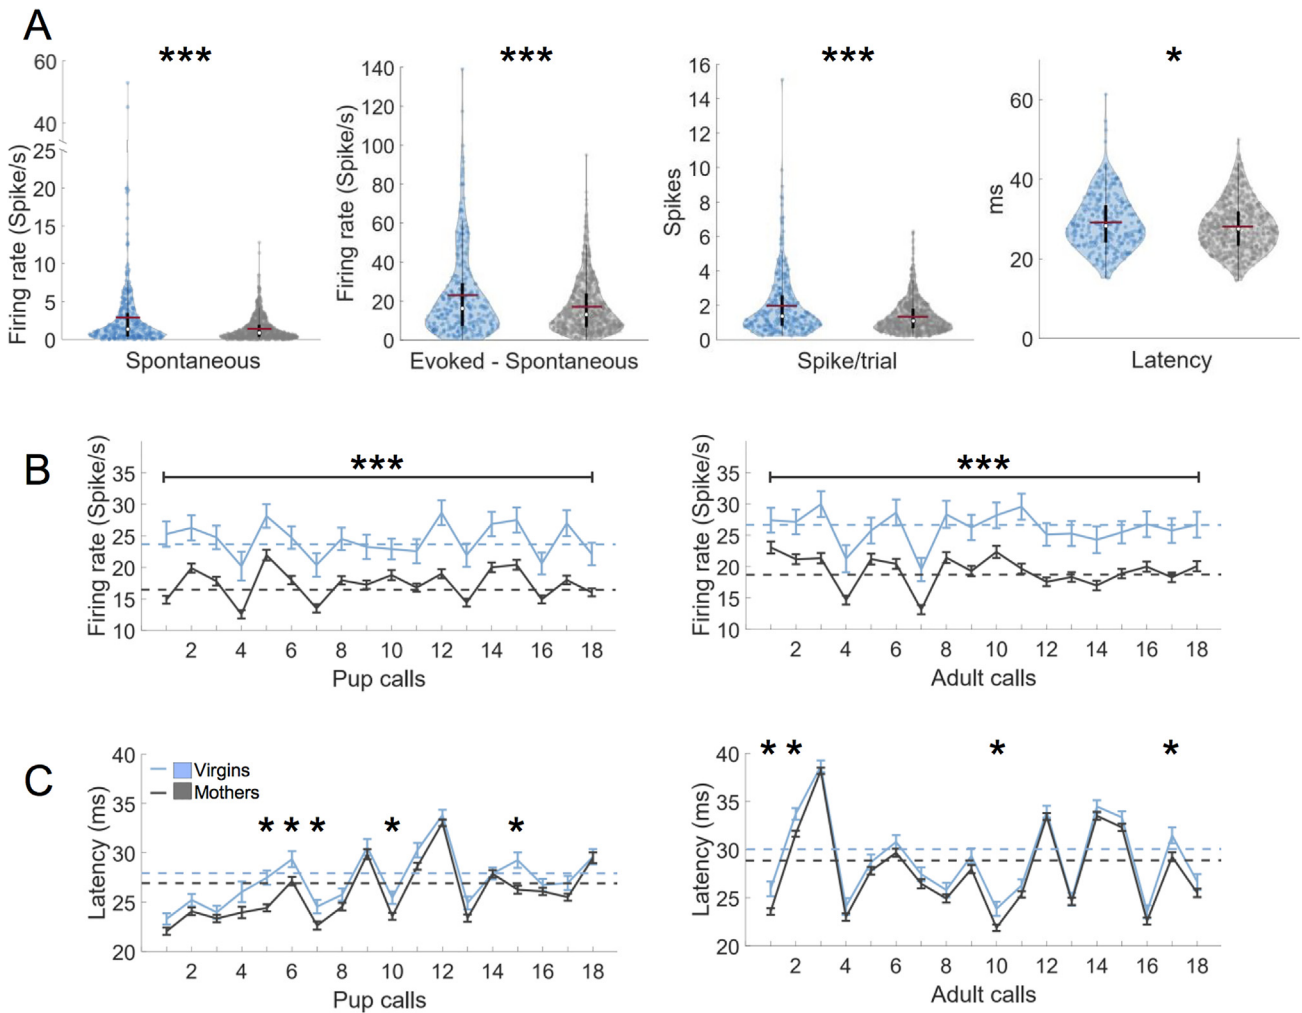 A
*** *** *** *
Firing rate (Spike/s)
60
40
25
20
15
10
5
0
Spontaneous
Firing rate (Spike/s)
140
120
100
80
60
40
20
0
Evoked - Spontaneous
Spikes
16
14
12
10
8
6
4
2
0
Spike/trial
ms
60
40
20
0
Latency
B
***
Firing rate (Spike/s)
35
30
25
20
15
10
2 4 6 8 10 12 14 16 18
Pup calls
***
Firing rate (Spike/s)
35
30
25
20
15
10
2 4 6 8 10 12 14 16 18
Adult calls
C
Virgins
Mothers
* * * * *
Latency (ms)
40
35
30
25
20
2 4 6 8 10 12 14 16 18
Pup calls
* * * *
Latency (ms)
40
35
30
25
20
2 4 6 8 10 12 14 16 18
Adult calls